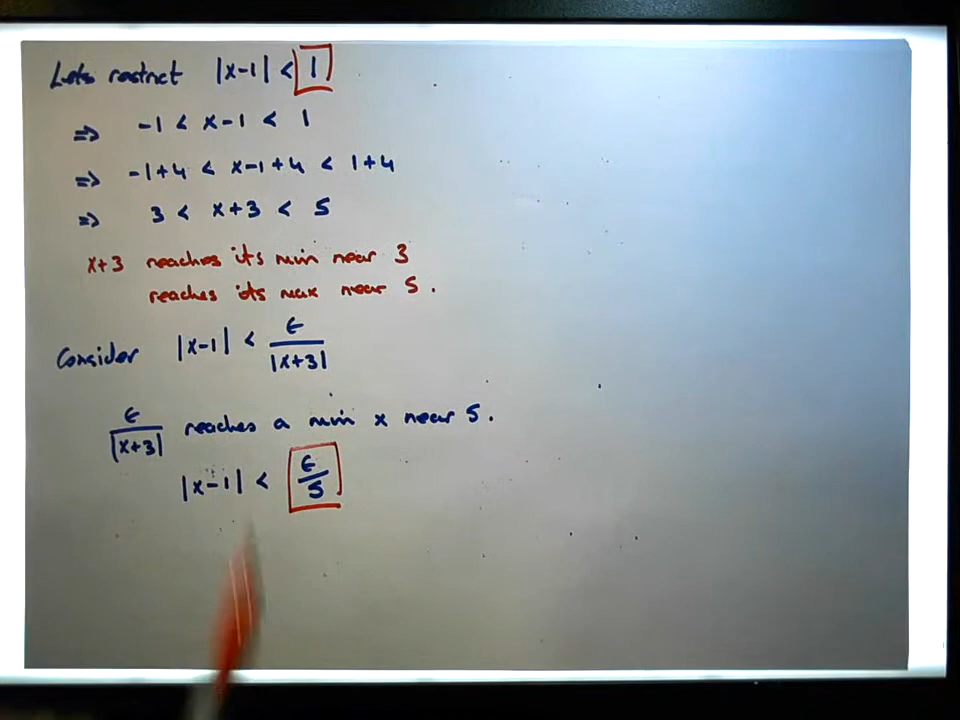 Lets restrict |x-1| < 1
⇒ -1 < x-1 < 1
⇒ -1+4 < x-1+4 < 1+4
⇒ 3 < x+3 < 5
x+3 reaches its min near 3
reaches its max near 5.
Consider |x-1| < ϵ/|x+3|
ϵ/|x+3| reaches a min x near 5.
|x-1| < ϵ/5